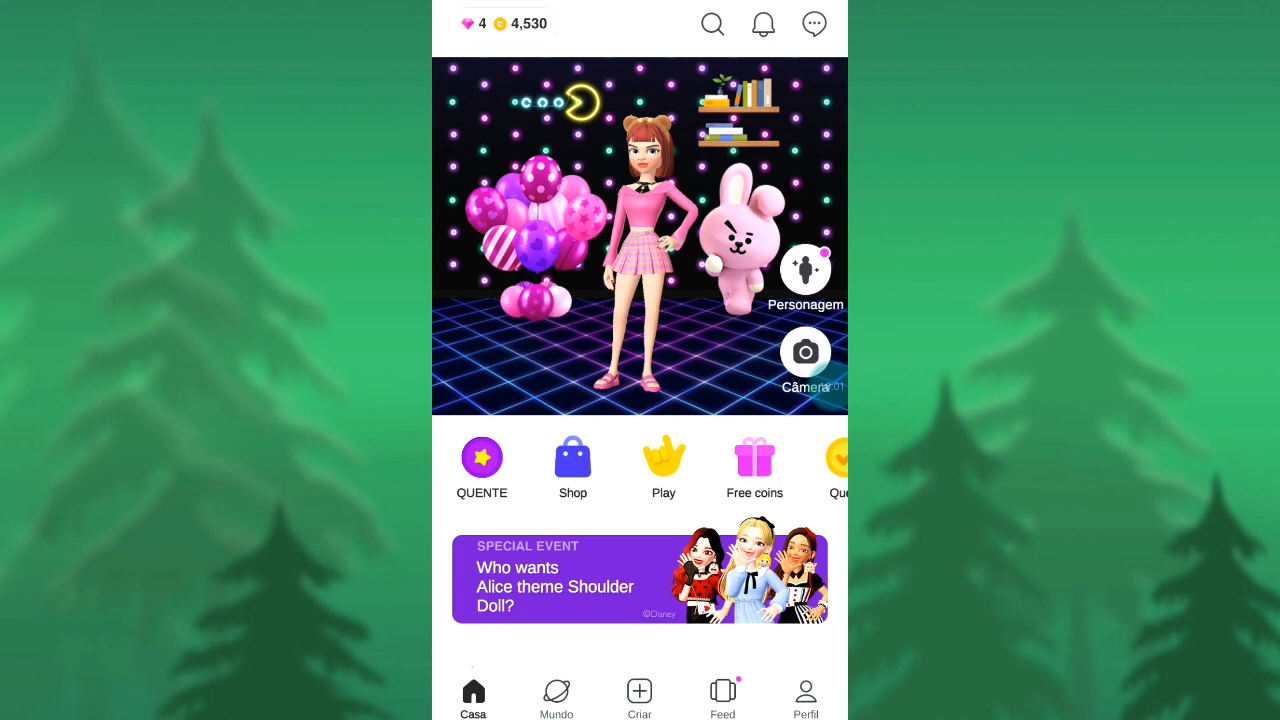 4 4,530
Personagem
Câmera
QUENTE Shop Play Free coins Que
SPECIAL EVENT
Who wants
Alice theme Shoulder
Doll?
©Disney
Casa Mundo Criar Feed Perfil